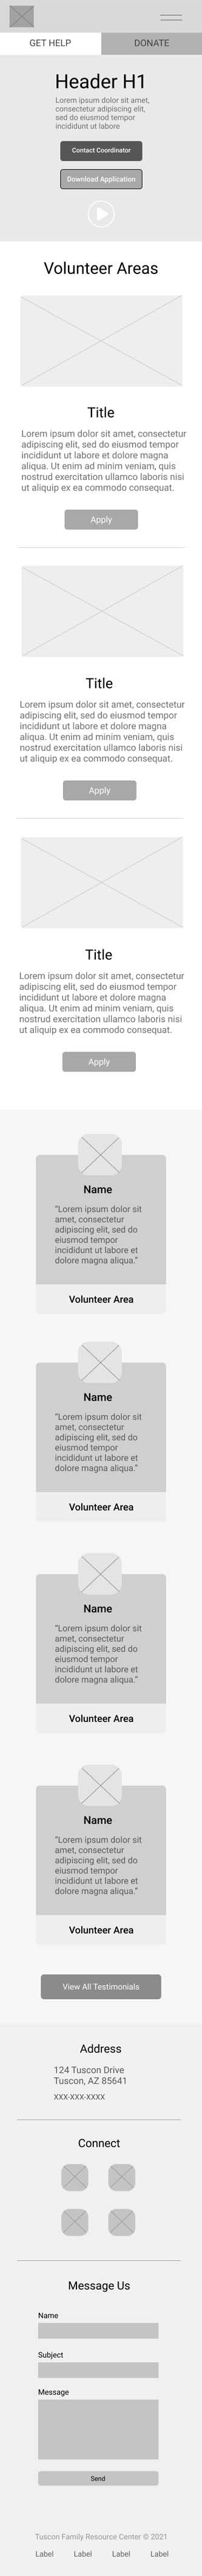 GET HELP
DONATE
Header H1
Lorem ipsum dolor sit amet,
consectetur adipiscing elit,
sed do eiusmod tempor
incididunt ut labore
Contact Coordinator
Download Application
Volunteer Areas
Title
Lorem ipsum dolor sit amet, consectetur
adipiscing elit, sed do eiusmod tempor
incididunt ut labore et dolore magna
aliqua. Ut enim ad minim veniam, quis
nostrud exercitation ullamco laboris nisi
ut aliquip ex ea commodo consequat.
Apply
Title
Lorem ipsum dolor sit amet, consectetur
adipiscing elit, sed do eiusmod tempor
incididunt ut labore et dolore magna
aliqua. Ut enim ad minim veniam, quis
nostrud exercitation ullamco laboris nisi
ut aliquip ex ea commodo consequat.
Apply
Title
Lorem ipsum dolor sit amet, consectetur
adipiscing elit, sed do eiusmod tempor
incididunt ut labore et dolore magna
aliqua. Ut enim ad minim veniam, quis
nostrud exercitation ullamco laboris nisi
ut aliquip ex ea commodo consequat.
Apply
Name
"Lorem ipsum dolor sit
amet, consectetur
adipiscing elit, sed do
eiusmod tempor
incididunt ut labore et
dolore magna aliqua."
Volunteer Area
Name
"Lorem ipsum dolor sit
amet, consectetur
adipiscing elit, sed do
eiusmod tempor
incididunt ut labore et
dolore magna aliqua."
Volunteer Area
Name
"Lorem ipsum dolor sit
amet, consectetur
adipiscing elit, sed do
eiusmod tempor
incididunt ut labore et
dolore magna aliqua."
Volunteer Area
Name
"Lorem ipsum dolor sit
amet, consectetur
adipiscing elit, sed do
eiusmod tempor
incididunt ut labore et
dolore magna aliqua."
Volunteer Area
View All Testimonials
Address
124 Tuscon Drive
Tuscon, AZ 85641
XXX-XXX-XXXX
Connect
Message Us
Name
Subject
Message
Send
Tuscon Family Resource Center © 2021
Label Label Label Label